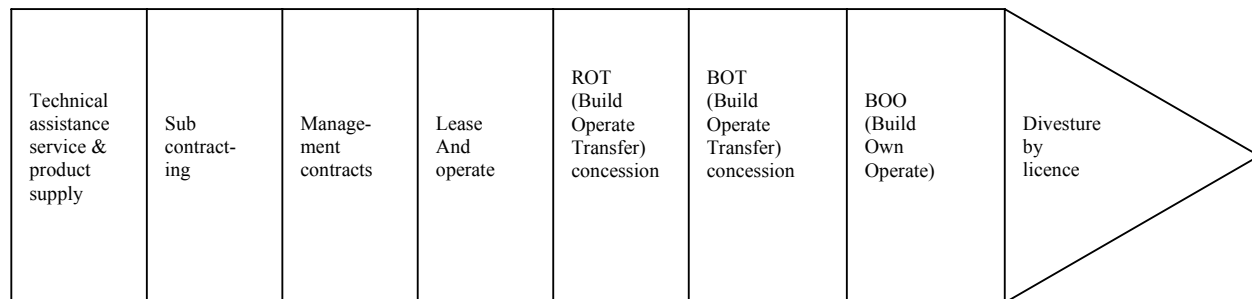 Technical
assistance
service &
product
supply
Sub
contract-
ing
Manage-
ment
contracts
Lease
And
operate
ROT
(Build
Operate
Transfer)
concession
BOT
(Build
Operate
Transfer)
concession
BOO
(Build
Own
Operate)
Divesture
by
licence